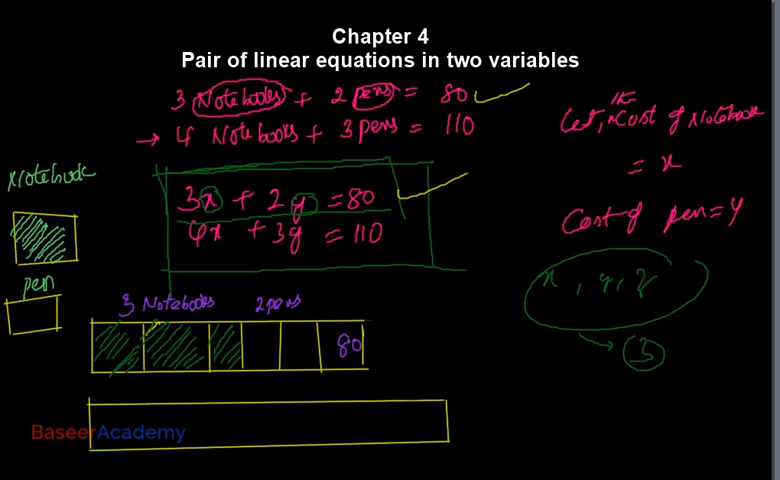 Chapter 4
Pair of linear equations in two variables
3 Notebooks + 2 pens = 80
→ 4 Notebooks + 3 pens = 110
Let, Cost of Notebook
= x
Cost of pen = y
Notebook
3x + 2y = 80
4x + 3y = 110
pen
x, y, z
→ 3
3 Notebooks 2 pens
80
BaseerAcademy